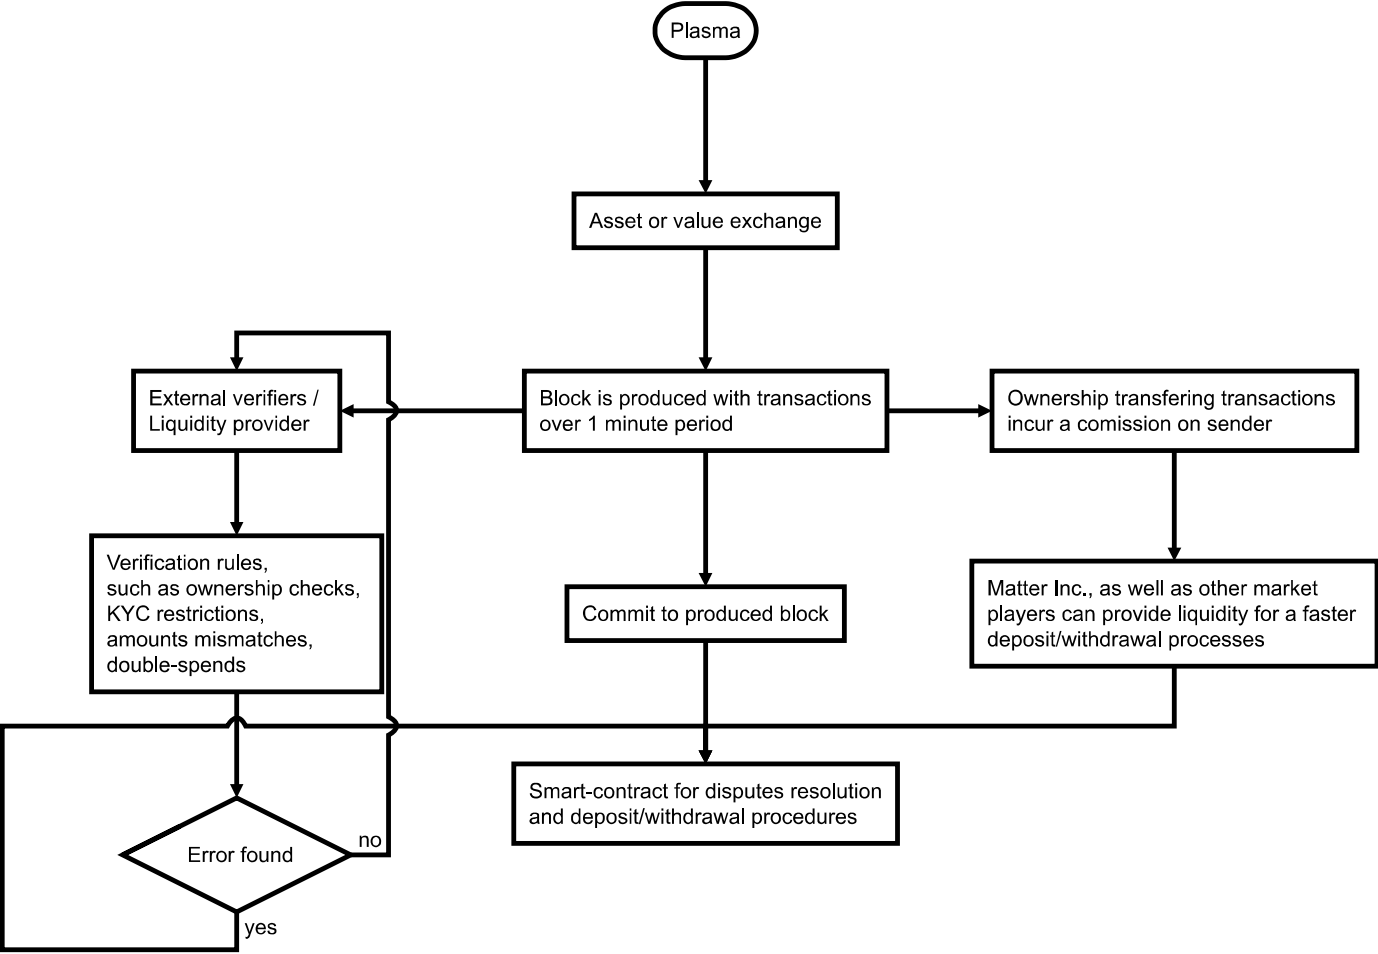 Plasma
Asset or value exchange
External verifiers /
Liquidity provider
Block is produced with transactions
over 1 minute period
Ownership transfering transactions
incur a comission on sender
Verification rules,
such as ownership checks,
KYC restrictions,
amounts mismatches,
double-spends
Commit to produced block
Matter Inc., as well as other market
players can provide liquidity for a faster
deposit/withdrawal processes
Smart-contract for disputes resolution
and deposit/withdrawal procedures
Error found
no
yes